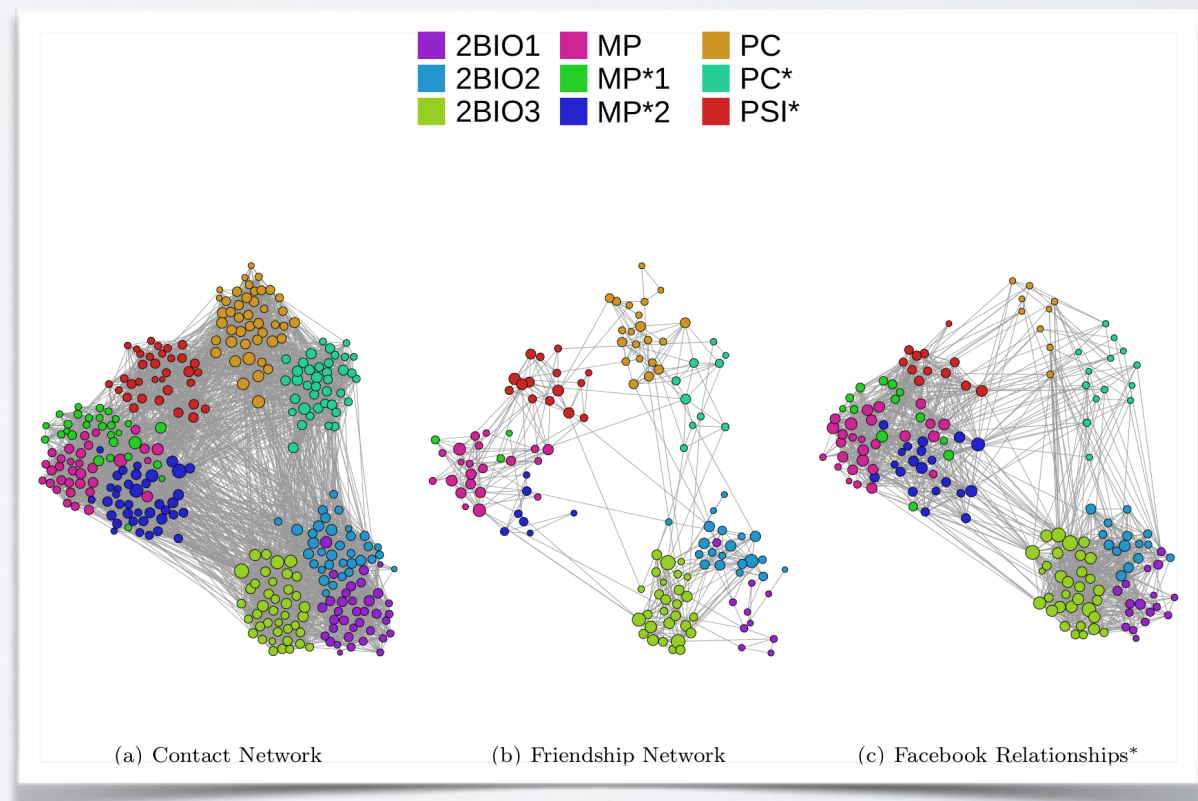 2BIO1 MP PC
2BIO2 MP*1 PC*
2BIO3 MP*2 PSI*
(a) Contact Network
(b) Friendship Network
(c) Facebook Relationships*